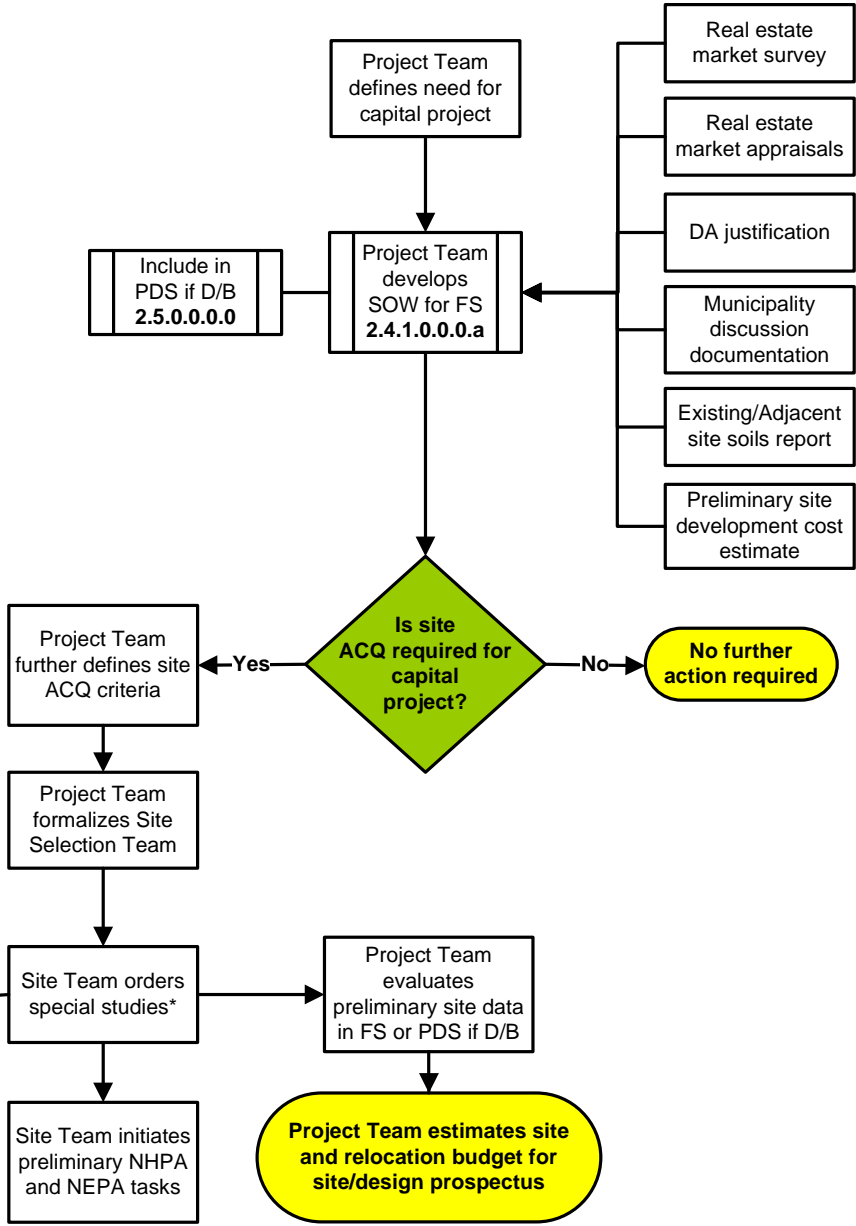 Project Team
defines need for
capital project
Real estate
market survey
Real estate
market appraisals
DA justification
Municipality
discussion
documentation
Existing/Adjacent
site soils report
Preliminary site
development cost
estimate
Include in
PDS if D/B
2.5.0.0.0.0
Project Team
develops
SOW for FS
2.4.1.0.0.0.a
Is site
ACQ required for
capital
project?
Yes
No
No further
action required
Project Team
further defines site
ACQ criteria
Project Team
formalizes Site
Selection Team
Site Team orders
special studies*
Project Team
evaluates
preliminary site data
in FS or PDS if D/B
Site Team initiates
preliminary NHPA
and NEPA tasks
Project Team estimates site
and relocation budget for
site/design prospectus